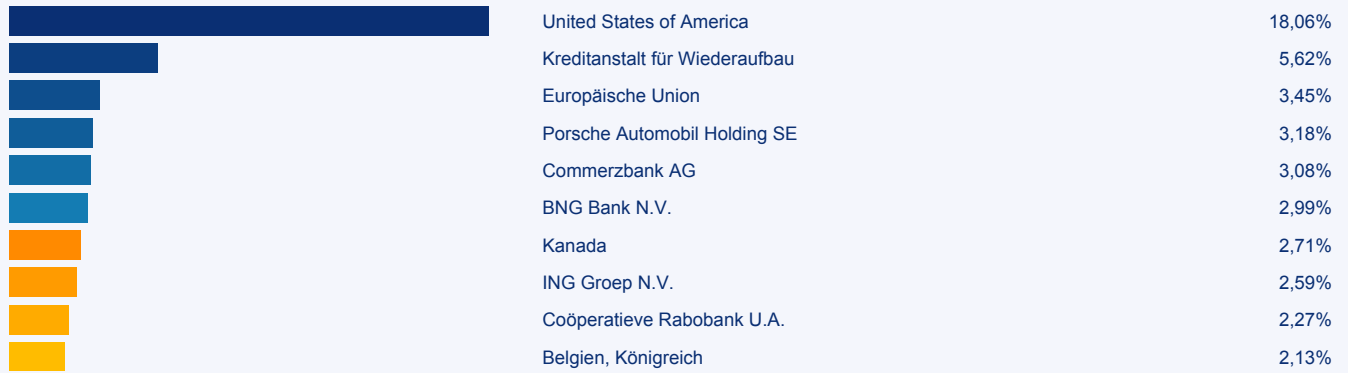 United States of America 18,06%
Kreditanstalt für Wiederaufbau 5,62%
Europäische Union 3,45%
Porsche Automobil Holding SE 3,18%
Commerzbank AG 3,08%
BNG Bank N.V. 2,99%
Kanada 2,71%
ING Groep N.V. 2,59%
Coöperatieve Rabobank U.A. 2,27%
Belgien, Königreich 2,13%